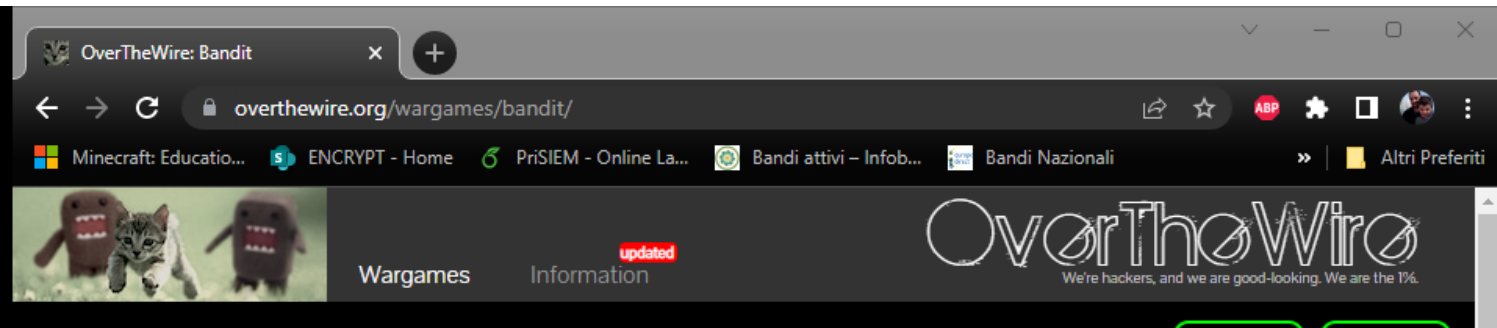 OverTheWire: Bandit
overthewire.org/wargames/bandit/
ABP
Minecraft: Educatio... S ENCRYPT - Home PriSIEM - Online La... Bandi attivi – Infob... Bandi Nazionali » Altri Preferiti
OverTheWire
updated
Wargames Information
We're hackers, and we are good-looking. We are the 1%.